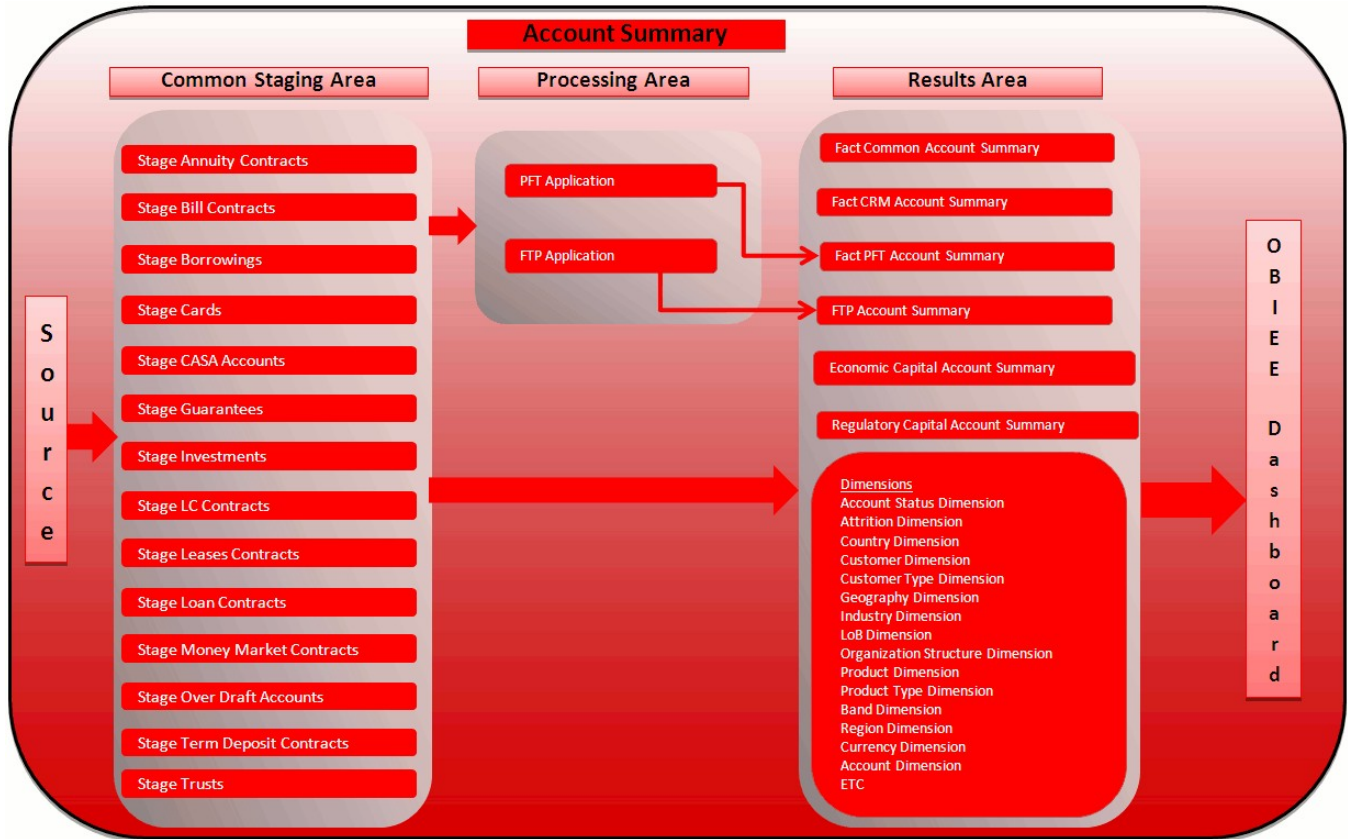 Account Summary
Common Staging Area
Processing Area
Results Area
Source
Stage Annuity Contracts
Stage Bill Contracts
Stage Borrowings
Stage Cards
Stage CASA Accounts
Stage Guarantees
Stage Investments
Stage LC Contracts
Stage Leases Contracts
Stage Loan Contracts
Stage Money Market Contracts
Stage Over Draft Accounts
Stage Term Deposit Contracts
Stage Trusts
PFT Application
FTP Application
Fact Common Account Summary
Fact CRM Account Summary
Fact PFT Account Summary
FTP Account Summary
Economic Capital Account Summary
Regulatory Capital Account Summary
Dimensions
Account Status Dimension
Attrition Dimension
Country Dimension
Customer Dimension
Customer Type Dimension
Geography Dimension
Industry Dimension
LoB Dimension
Organization Structure Dimension
Product Dimension
Product Type Dimension
Band Dimension
Region Dimension
Currency Dimension
Account Dimension
ETC
OBIEE Dashboard